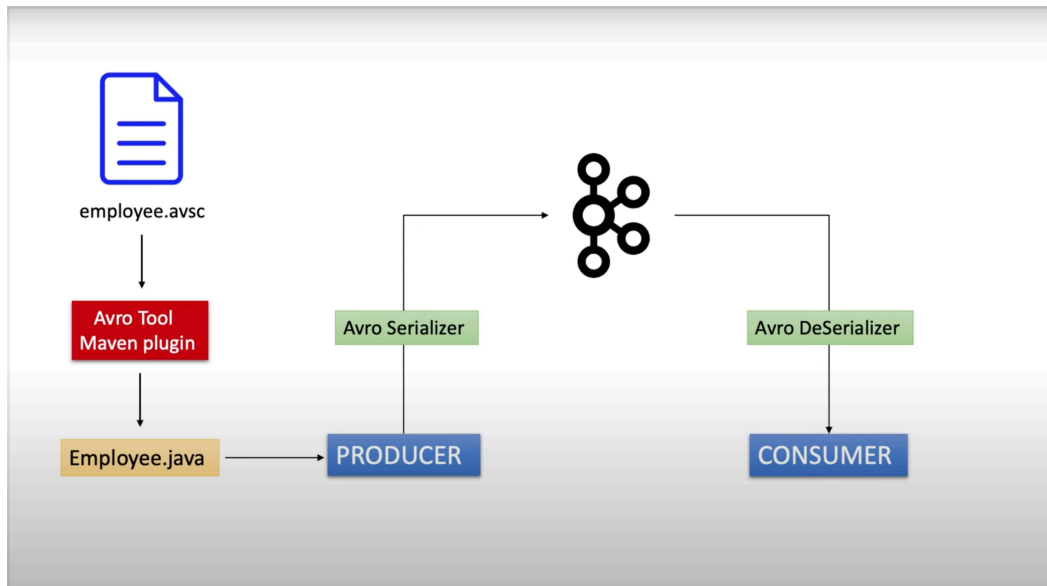 employee.avsc
Avro Tool
Maven plugin
Employee.java
PRODUCER
Avro Serializer
Avro DeSerializer
CONSUMER